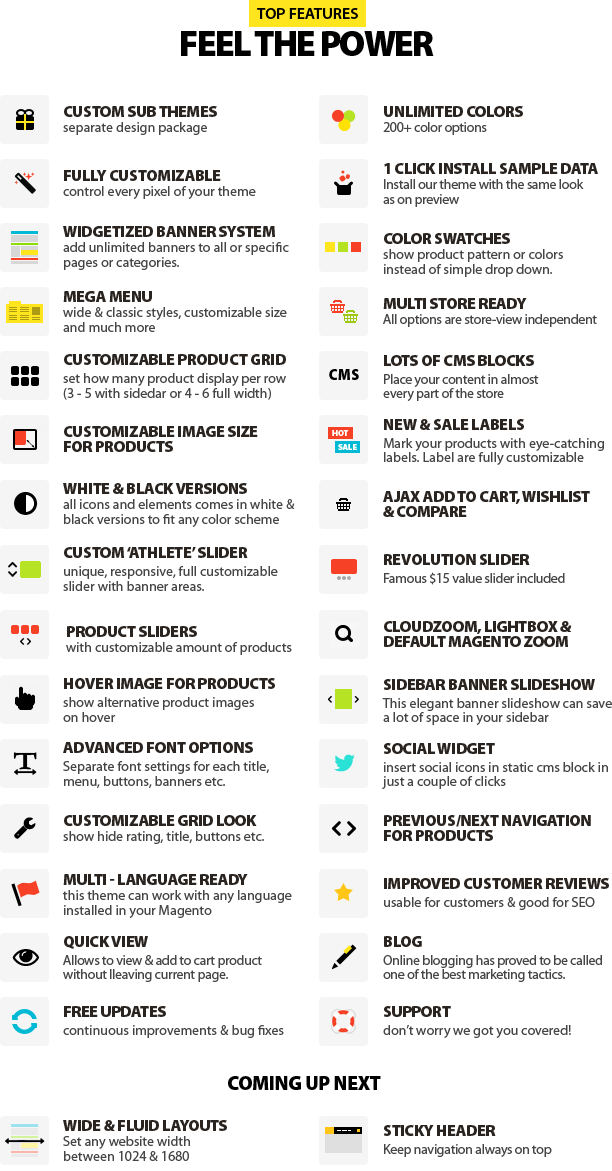 TOP FEATURES
FEEL THE POWER
CUSTOM SUB THEMES
separate design package
UNLIMITED COLORS
200+ color options
FULLY CUSTOMIZABLE
control every pixel of your theme
1 CLICK INSTALL SAMPLE DATA
Install our theme with the same look
as on preview
WIDGETIZED BANNER SYSTEM
add unlimited banners to all or specific
pages or categories.
COLOR SWATCHES
show product pattern or colors
instead of simple drop down.
MEGA MENU
wide & classic styles, customizable size
and much more
MULTI STORE READY
All options are store-view independent
CUSTOMIZABLE PRODUCT GRID
set how many product display per row
(3 - 5 with sidedar or 4 - 6 full width)
CMS
LOTS OF CMS BLOCKS
Place your content in almost
every part of the store
CUSTOMIZABLE IMAGE SIZE
FOR PRODUCTS
HOT
SALE
NEW & SALE LABELS
Mark your products with eye-catching
labels. Label are fully customizable
WHITE & BLACK VERSIONS
all icons and elements comes in white &
black versions to fit any color scheme
AJAX ADD TO CART, WISHLIST
& COMPARE
CUSTOM ‘ATHLETE’ SLIDER
unique, responsive, full customizable
slider with banner areas.
REVOLUTION SLIDER
Famous $15 value slider included
PRODUCT SLIDERS
with customizable amount of products
CLOUDZOOM, LIGHTBOX &
DEFAULT MAGENTO ZOOM
HOVER IMAGE FOR PRODUCTS
show alternative product images
on hover
SIDEBAR BANNER SLIDESHOW
This elegant banner slideshow can save
a lot of space in your sidebar
T
ADVANCED FONT OPTIONS
Separate font settings for each title,
menu, buttons, banners etc.
SOCIAL WIDGET
insert social icons in static cms block in
just a couple of clicks
CUSTOMIZABLE GRID LOOK
show hide rating, title, buttons etc.
PREVIOUS/NEXT NAVIGATION
FOR PRODUCTS
MULTI - LANGUAGE READY
this theme can work with any language
installed in your Magento
IMPROVED CUSTOMER REVIEWS
usable for customers & good for SEO
QUICK VIEW
Allows to view & add to cart product
without lleaving current page.
BLOG
Online blogging has proved to be called
one of the best marketing tactics.
FREE UPDATES
continuous improvements & bug fixes
SUPPORT
don’t worry we got you covered!
COMING UP NEXT
WIDE & FLUID LAYOUTS
Set any website width
between 1024 & 1680
STICKY HEADER
Keep navigation always on top